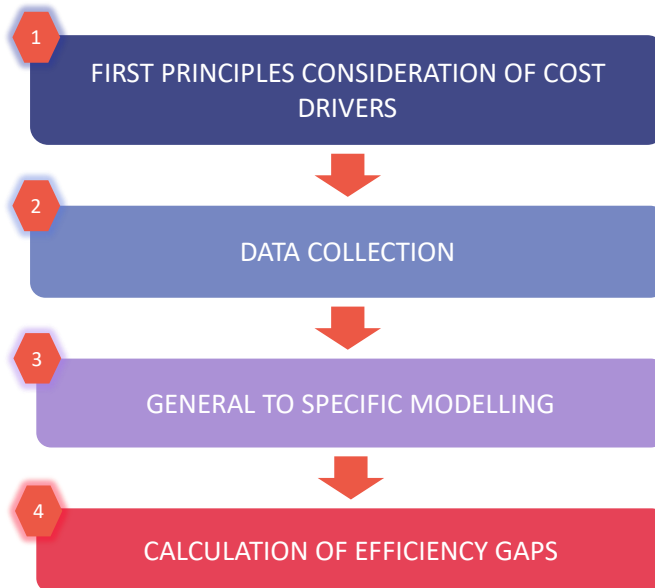 1
FIRST PRINCIPLES CONSIDERATION OF COST
DRIVERS
2
DATA COLLECTION
3
GENERAL TO SPECIFIC MODELLING
4
CALCULATION OF EFFICIENCY GAPS